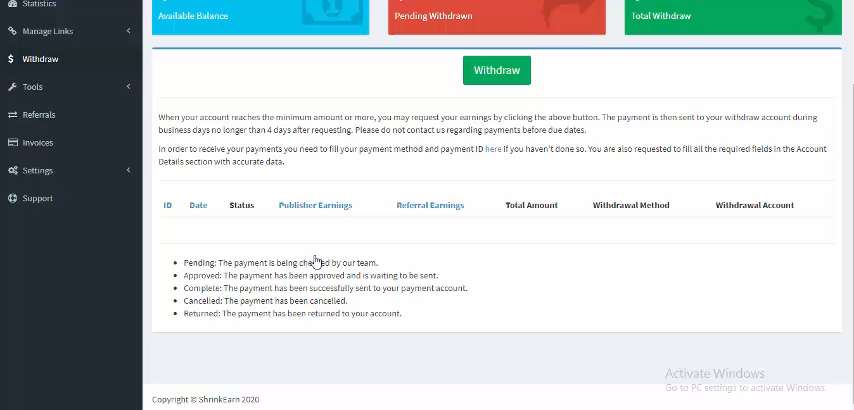 Statistics
Manage Links
Withdraw
Tools
Referrals
Invoices
Settings
Support
Available Balance
Pending Withdrawn
Total Withdraw
Withdraw
When your account reaches the minimum amount or more, you may request your earnings by clicking the above button. The payment is then sent to your withdraw account during
business days no longer than 4 days after requesting. Please do not contact us regarding payments before due dates.
In order to receive your payments you need to fill your payment method and payment ID here if you haven't done so. You are also requested to fill all the required fields in the Account
Details section with accurate data.
ID Date Status Publisher Earnings Referral Earnings Total Amount Withdrawal Method Withdrawal Account
Pending: The payment is being checked by our team.
Approved: The payment has been approved and is waiting to be sent.
Complete: The payment has been successfully sent to your payment account.
Cancelled: The payment has been cancelled.
Returned: The payment has been returned to your account.
Activate Windows
Go to PC settings to activate Windows.
Copyright © ShrinkEarn 2020